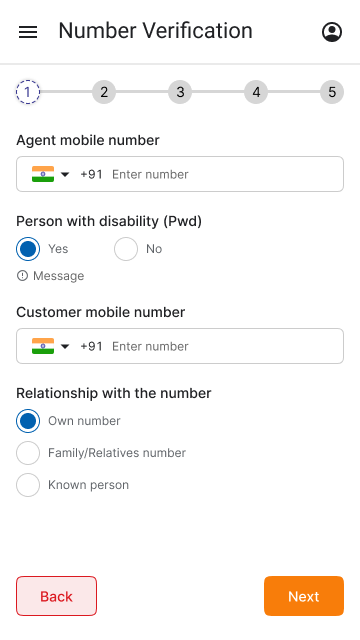 Number Verification
1 2 3 4 5
Agent mobile number
+91 Enter number
Person with disability (Pwd)
Yes No
Message
Customer mobile number
+91 Enter number
Relationship with the number
Own number
Family/Relatives number
Known person
Back Next